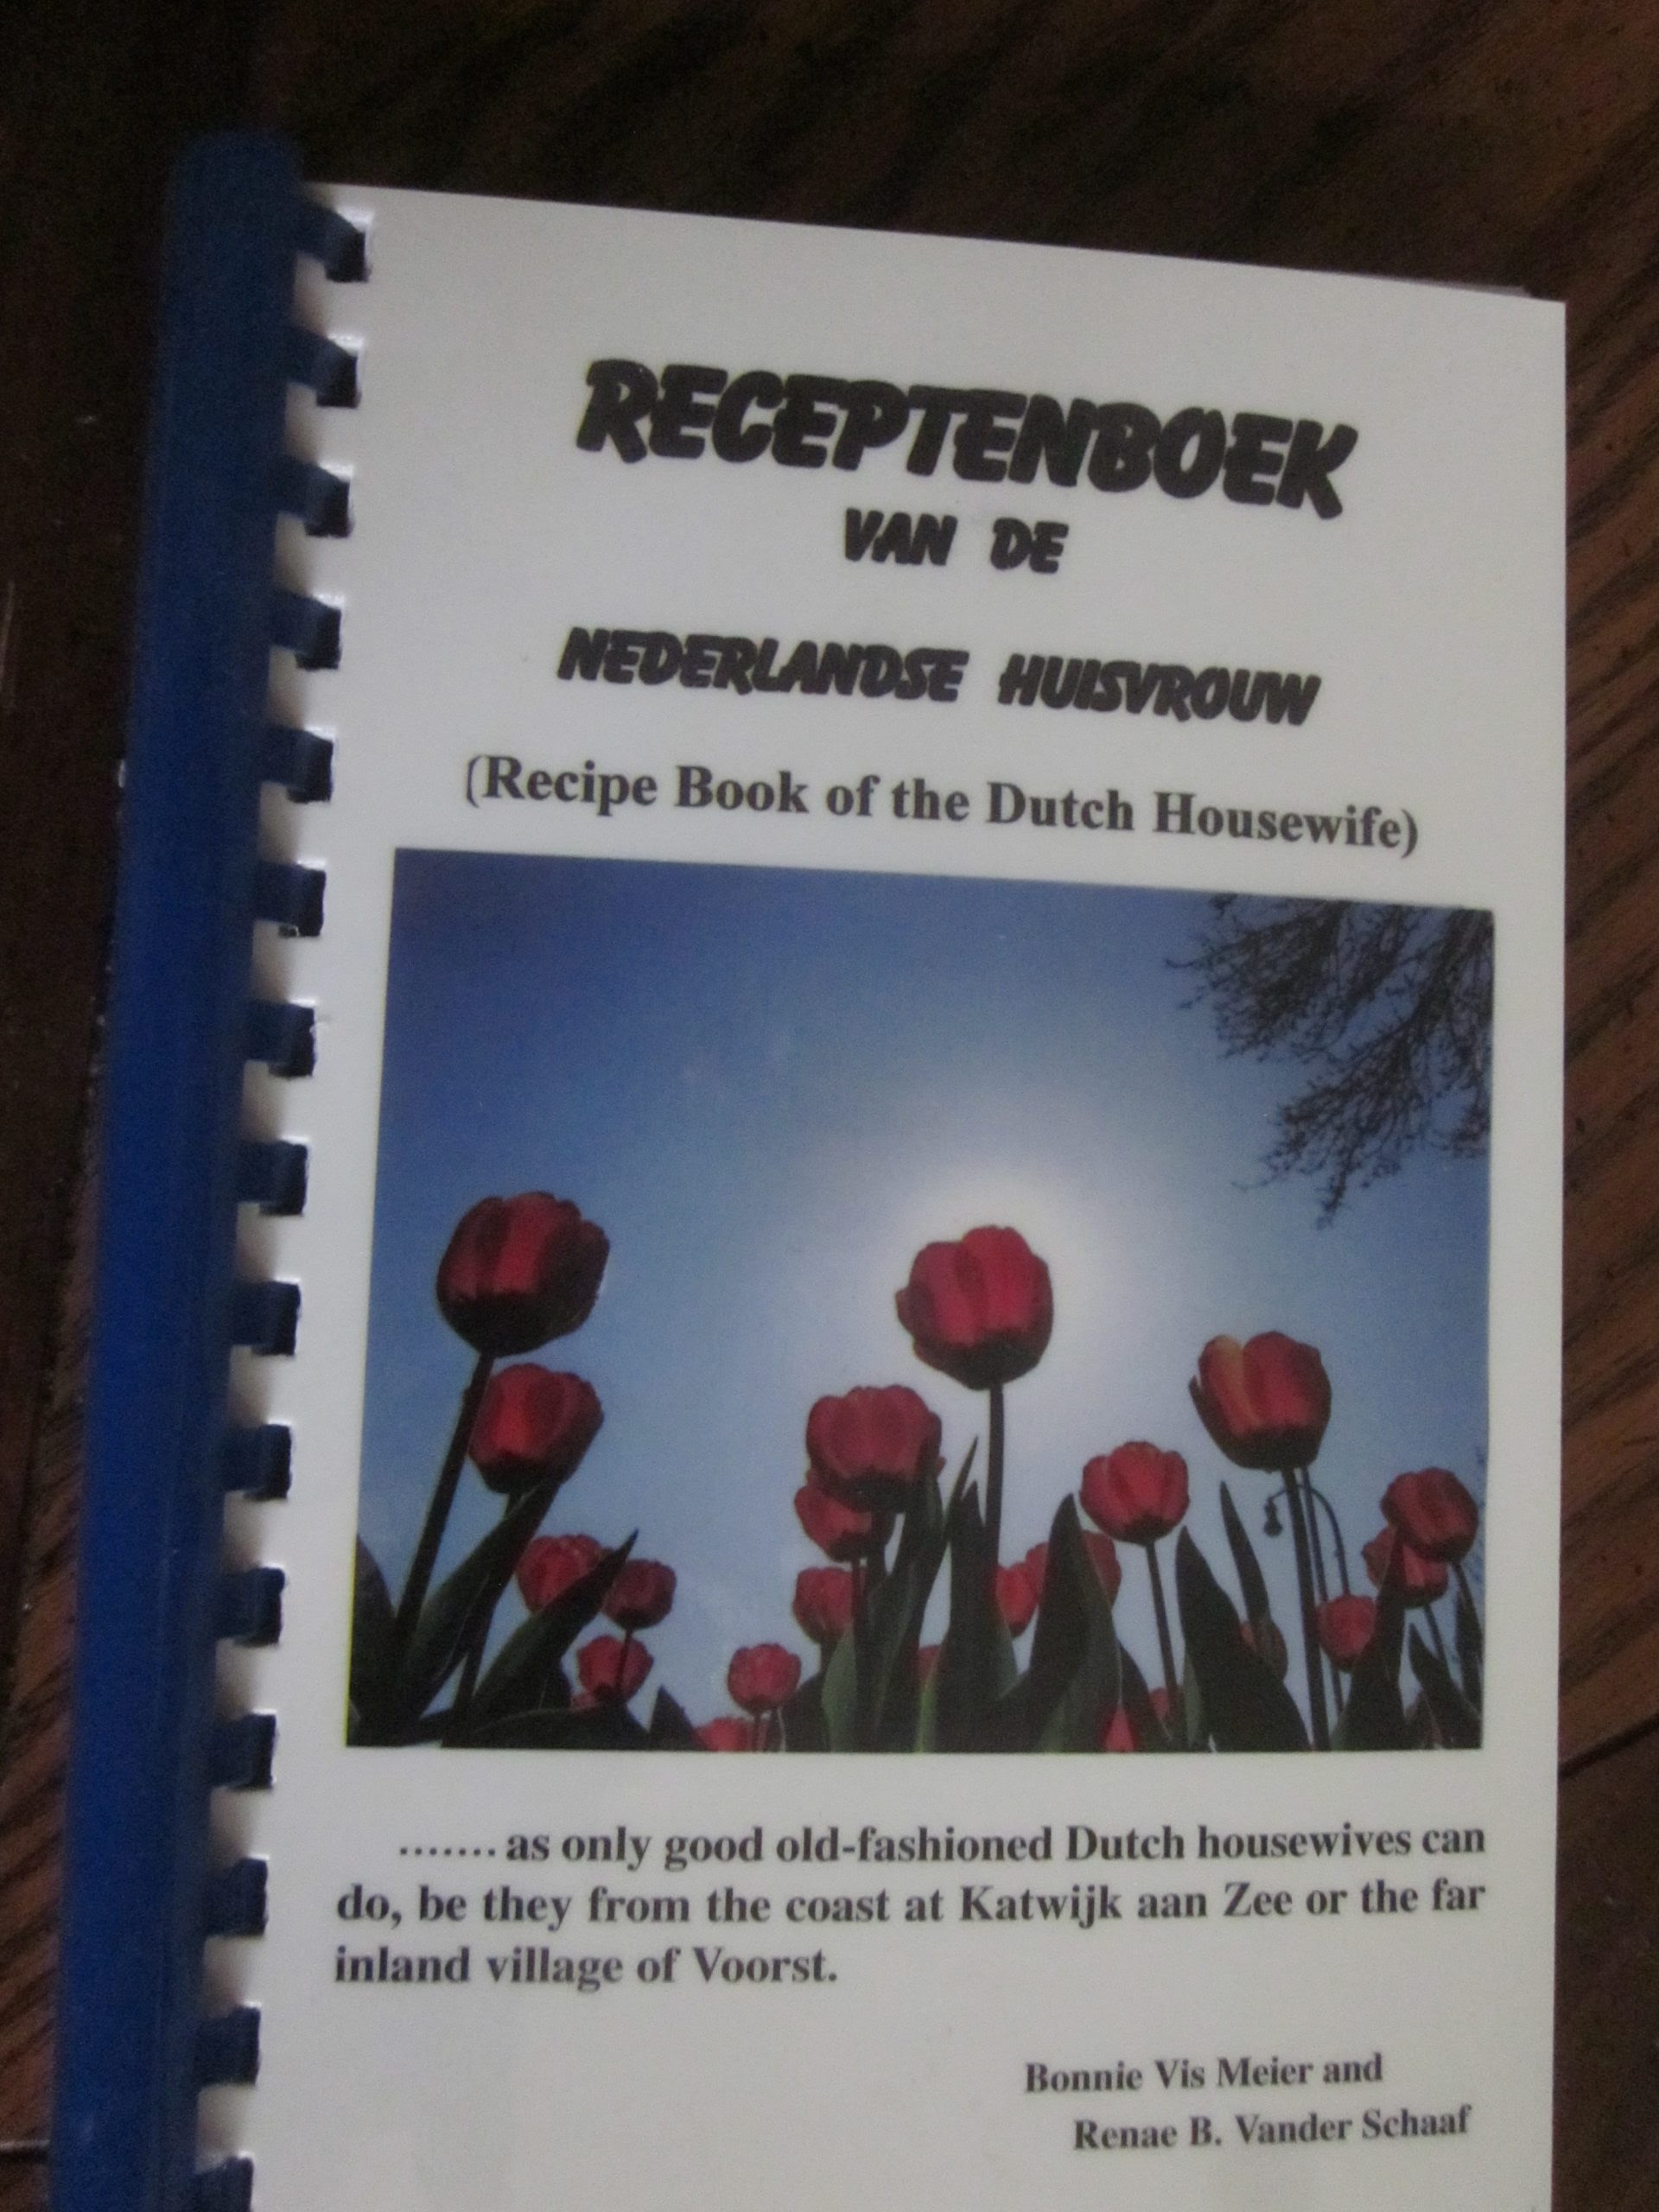 RECEPTENBOEK
VAN DE
NEDERLANDSE HUISVROUW
(Recipe Book of the Dutch Housewife)
....... as only good old-fashioned Dutch housewives can
do, be they from the coast at Katwijk aan Zee or the far
inland village of Voorst.
Bonnie Vis Meier and
Renae B. Vander Schaaf